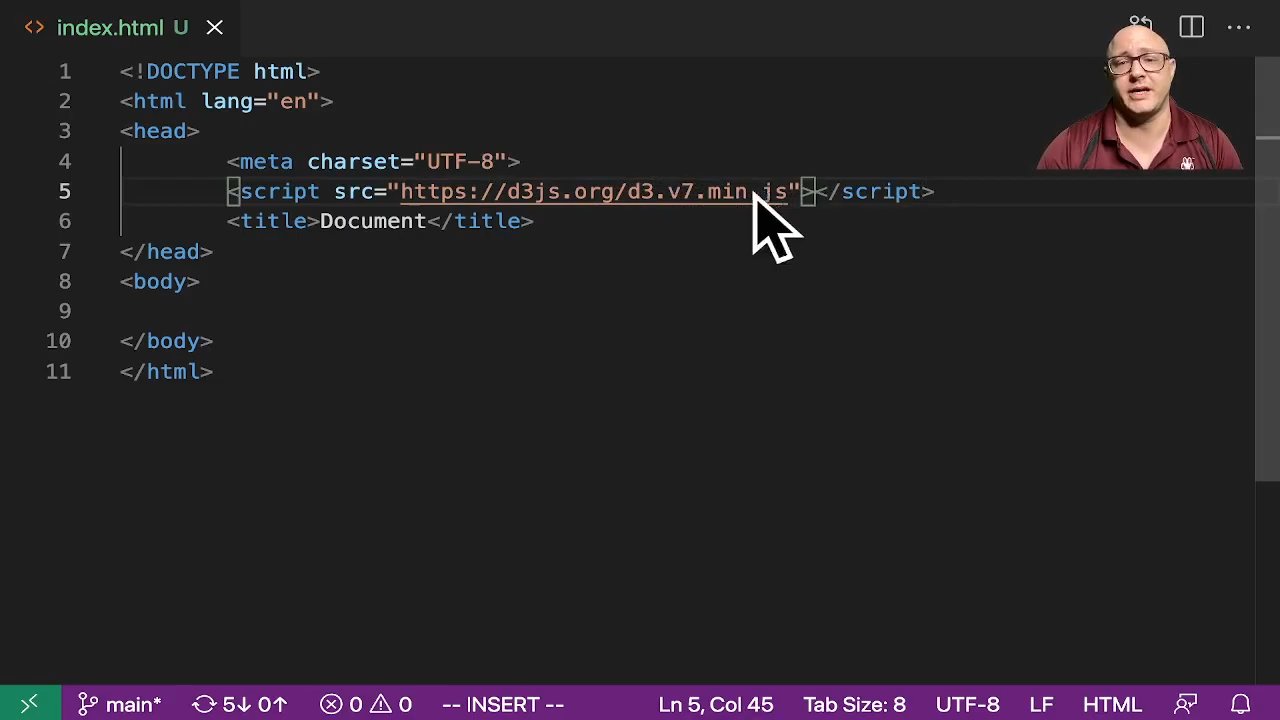 <> index.html U
1 <!DOCTYPE html>
2 <html lang="en">
3 <head>
4 <meta charset="UTF-8">
5 <script src="https://d3js.org/d3.v7.min.js"></script>
6 <title>Document</title>
7 </head>
8 <body>
9
10 </body>
11 </html>
main* 5↓ 0↑ 0 0 -- INSERT -- Ln 5, Col 45 Tab Size: 8 UTF-8 LF HTML